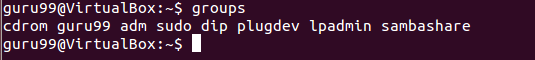 guru99@VirtualBox:~$ groups
cdrom guru99 adm sudo dip plugdev lpadmin sambashare
guru99@VirtualBox:~$